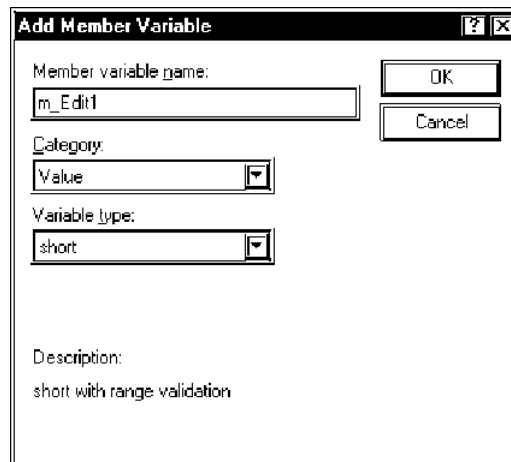 Add Member Variable
Member variable name:
m_Edit1
OK
Cancel
Category:
Value
Variable type:
short
Description:
short with range validation